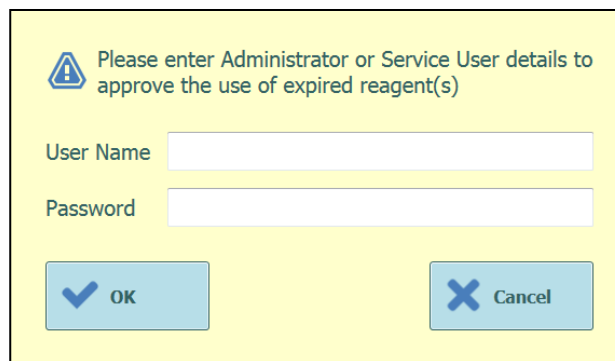 Please enter Administrator or Service User details to
approve the use of expired reagent(s)
User Name
Password
OK
Cancel